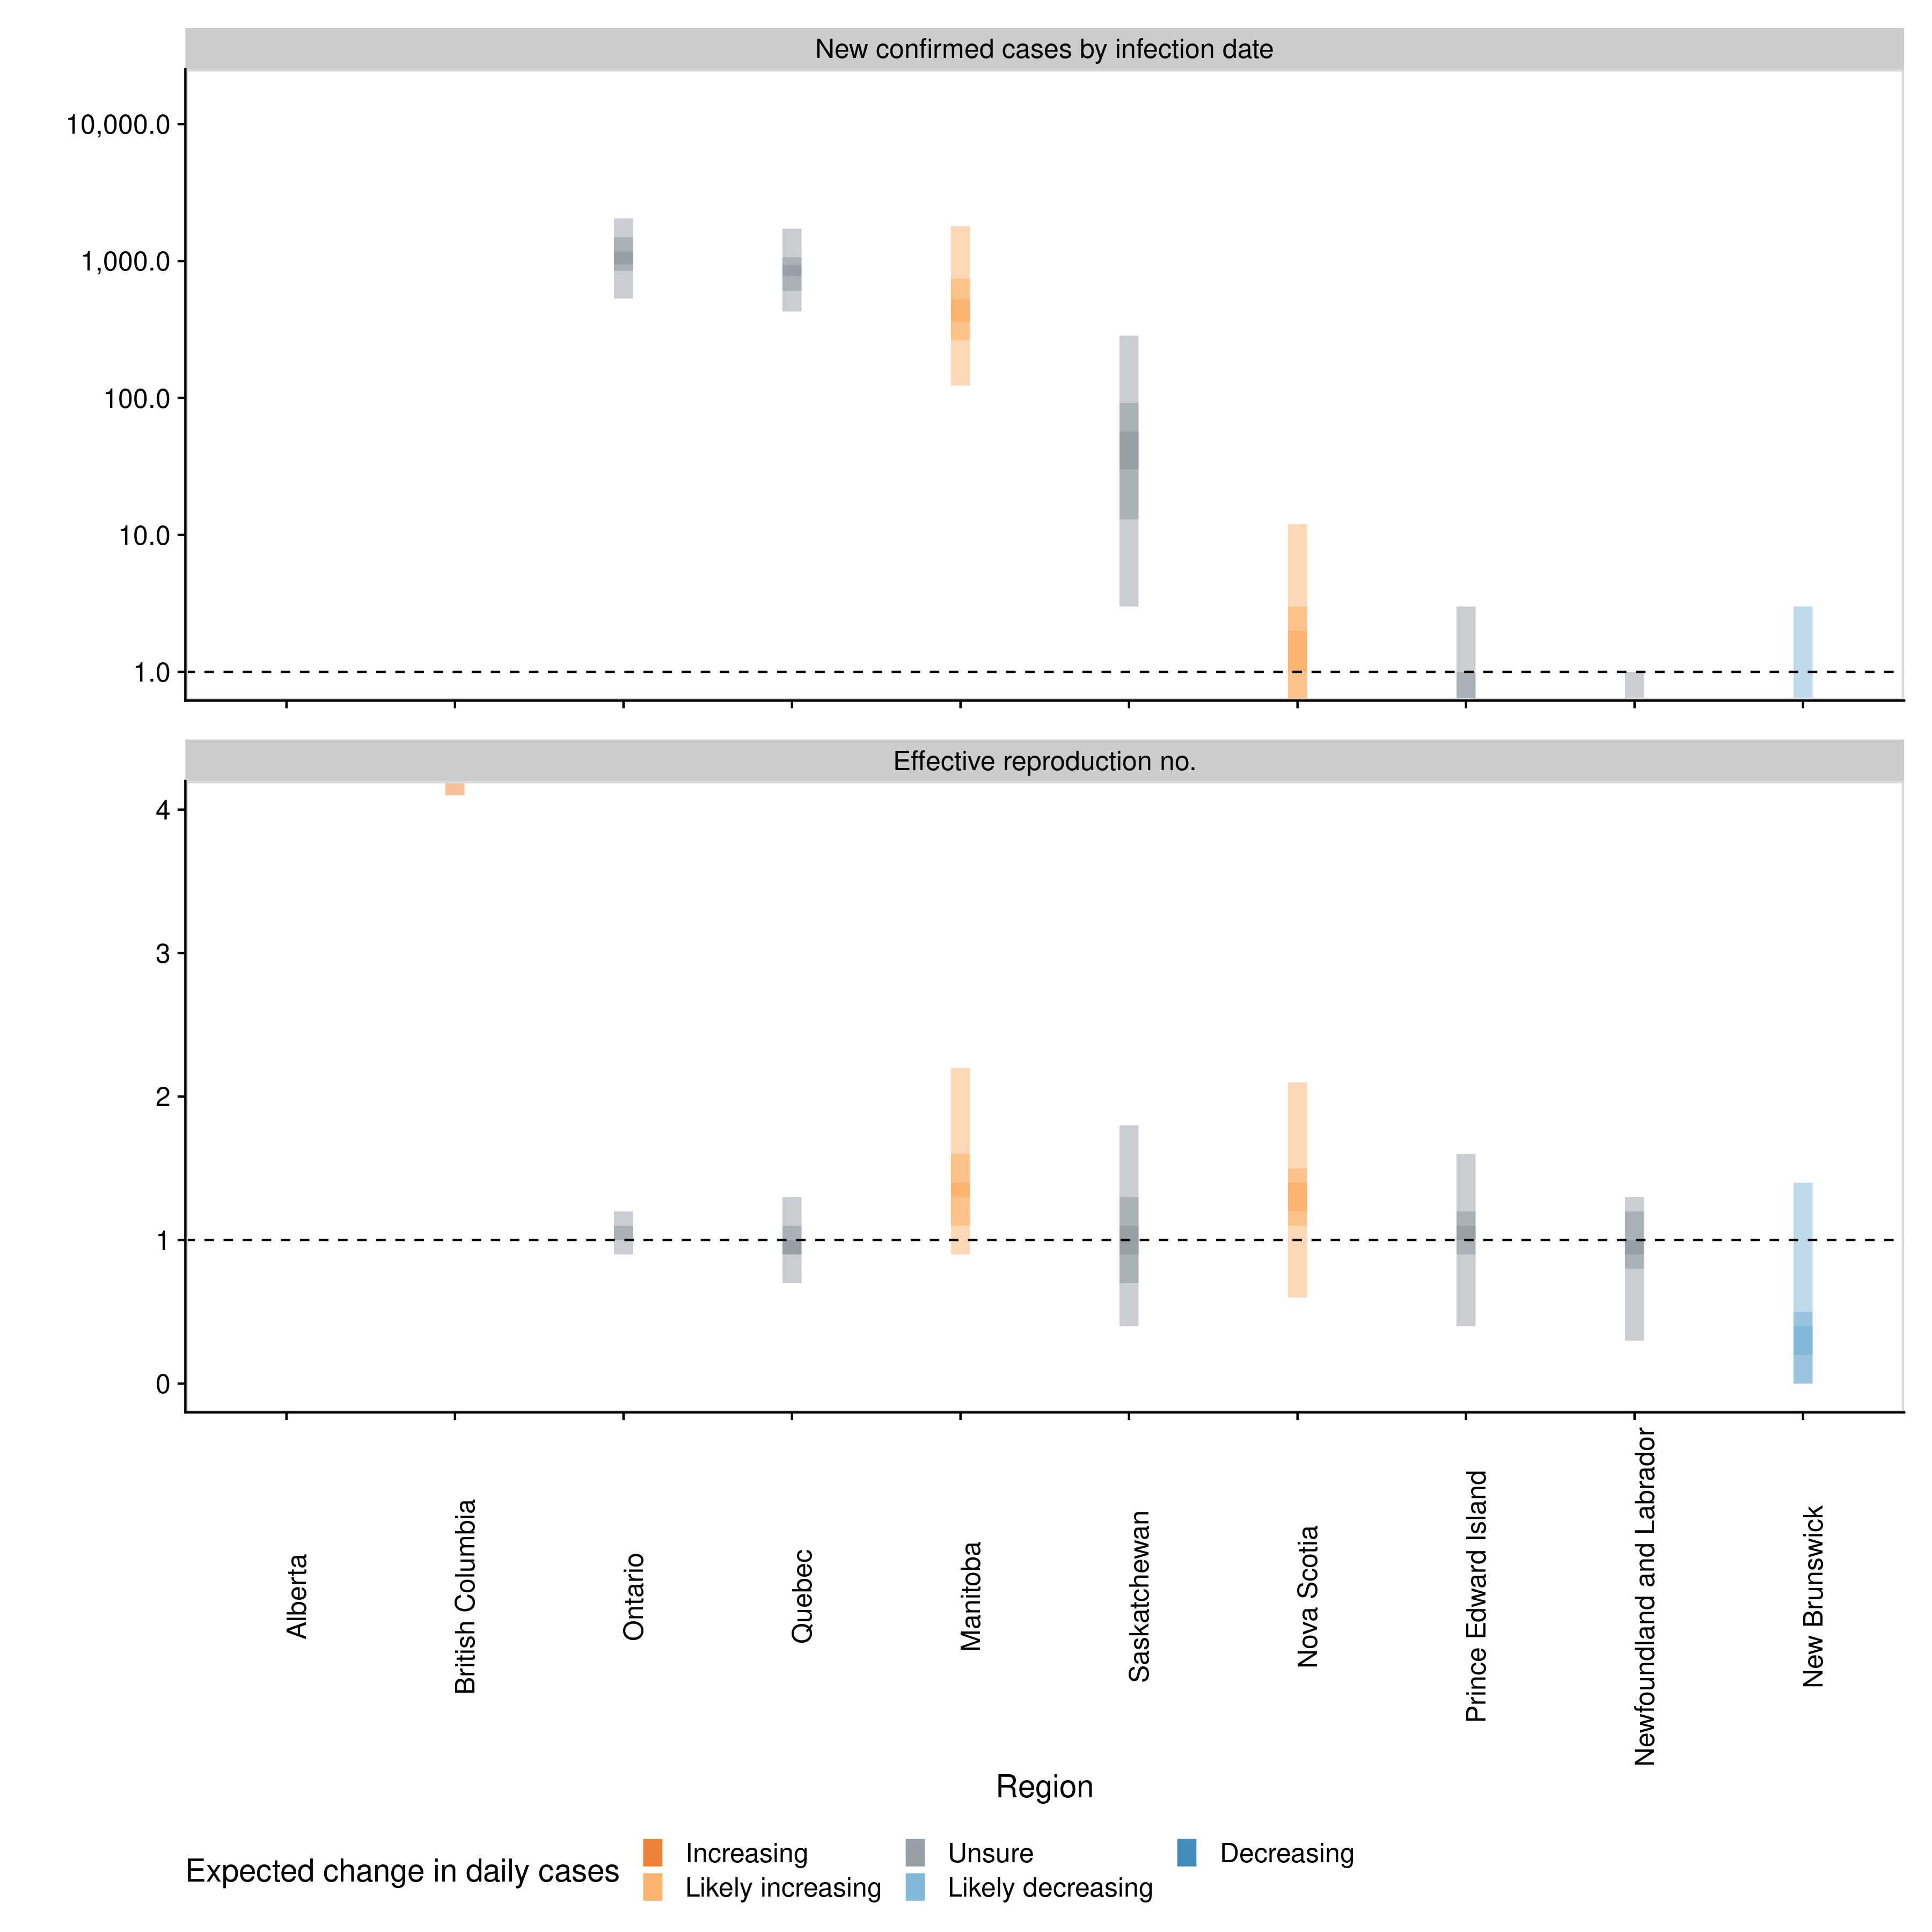 New confirmed cases by infection date
10,000.0
1,000.0
100.0
10.0
1.0
Effective reproduction no.
4
3
2
1
0
Alberta
British Columbia
Ontario
Quebec
Manitoba
Saskatchewan
Nova Scotia
Prince Edward Island
Newfoundland and Labrador
New Brunswick
Region
Expected change in daily cases
Increasing
Unsure
Decreasing
Likely increasing
Likely decreasing